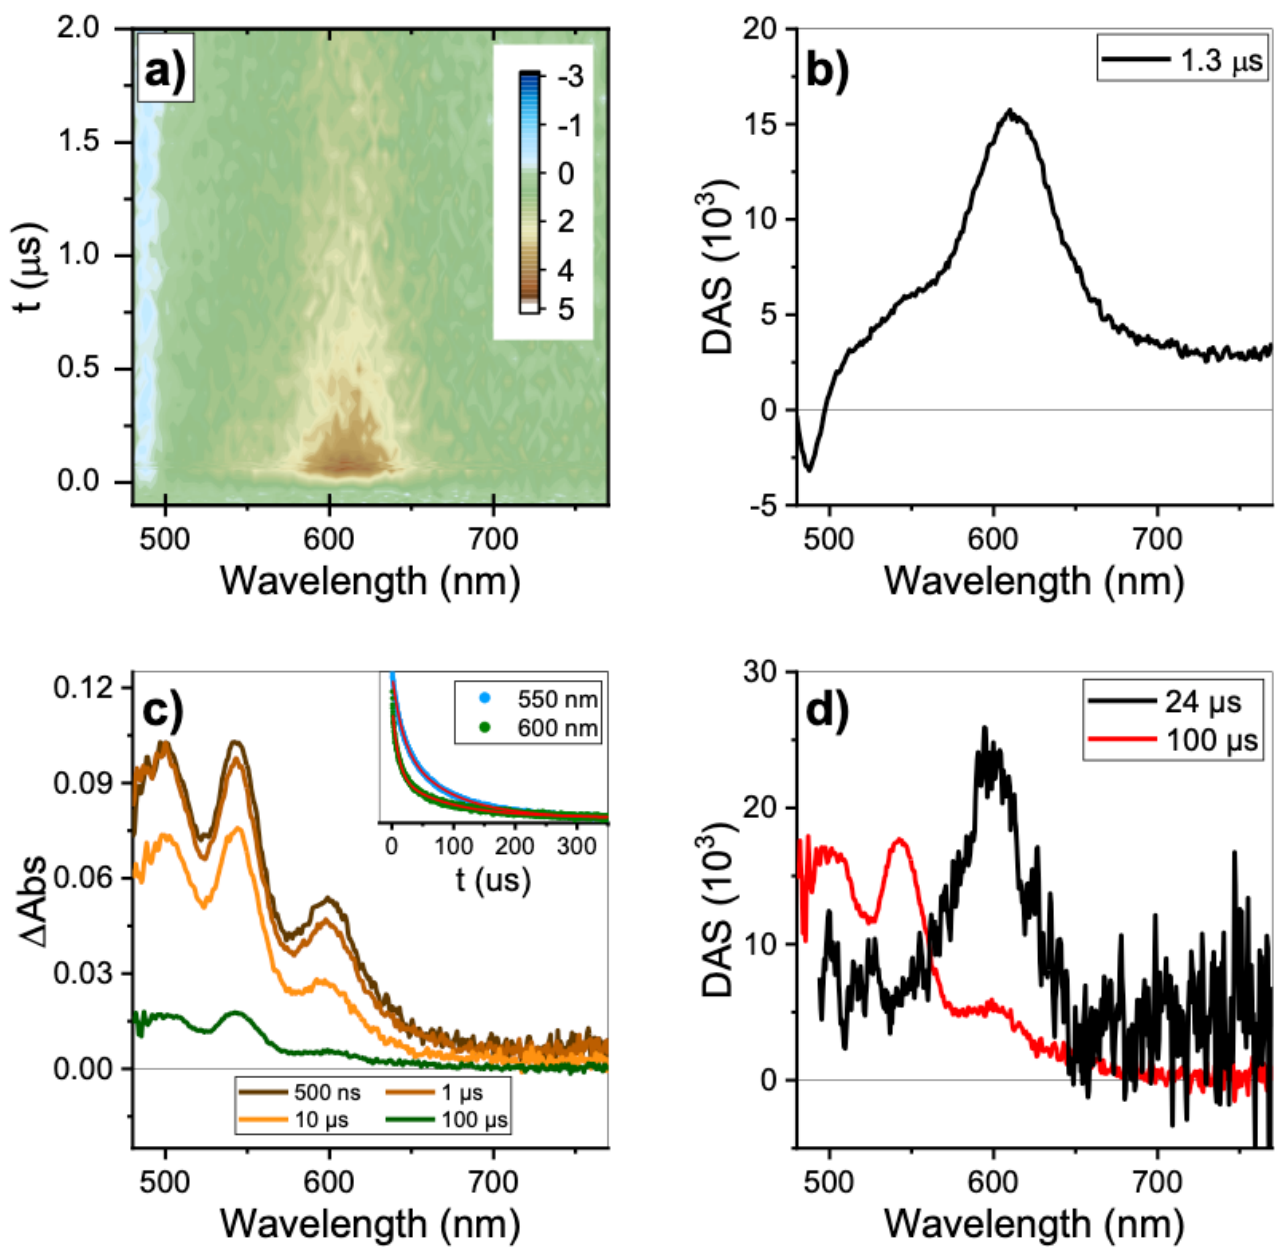 a)
2.0
1.5
1.0
0.5
0.0
t (μs)
-3
-1
0
2
4
5
500 600 700
Wavelength (nm)
b)
1.3 μs
20
15
10
5
0
-5
DAS (10³)
500 600 700
Wavelength (nm)
c)
0.12
0.09
0.06
0.03
0.00
ΔAbs
550 nm
600 nm
0 100 200 300
t (us)
500 ns 1 μs
10 μs 100 μs
500 600 700
Wavelength (nm)
d)
24 μs
100 μs
30
20
10
0
DAS (10³)
500 600 700
Wavelength (nm)